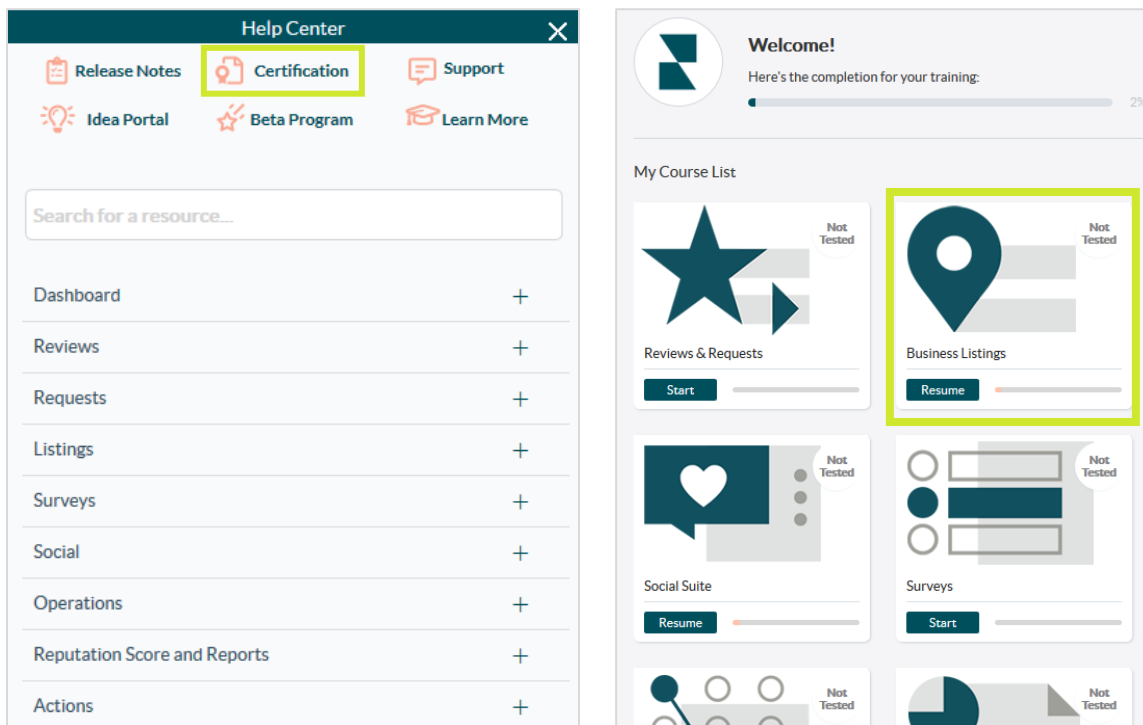 Help Center
Release Notes
Certification
Support
Idea Portal
Beta Program
Learn More
Search for a resource...
Dashboard
Reviews
Requests
Listings
Surveys
Social
Operations
Reputation Score and Reports
Actions
Welcome!
Here's the completion for your training:
2%
My Course List
Not
Tested
Reviews & Requests
Start
Not
Tested
Business Listings
Resume
Not
Tested
Social Suite
Resume
Not
Tested
Surveys
Start
Not
Tested
Not
Tested